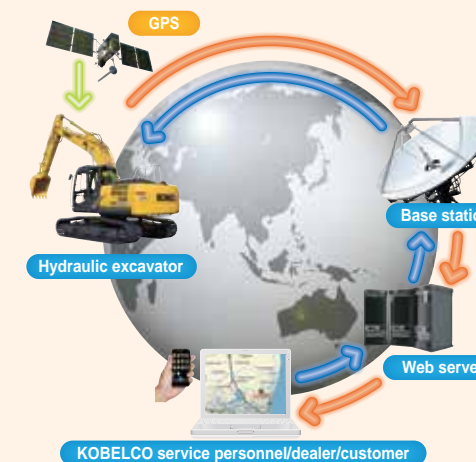 GPS
Base statio
Hydraulic excavator
Web serve
KOBELCO service personnel/dealer/customer